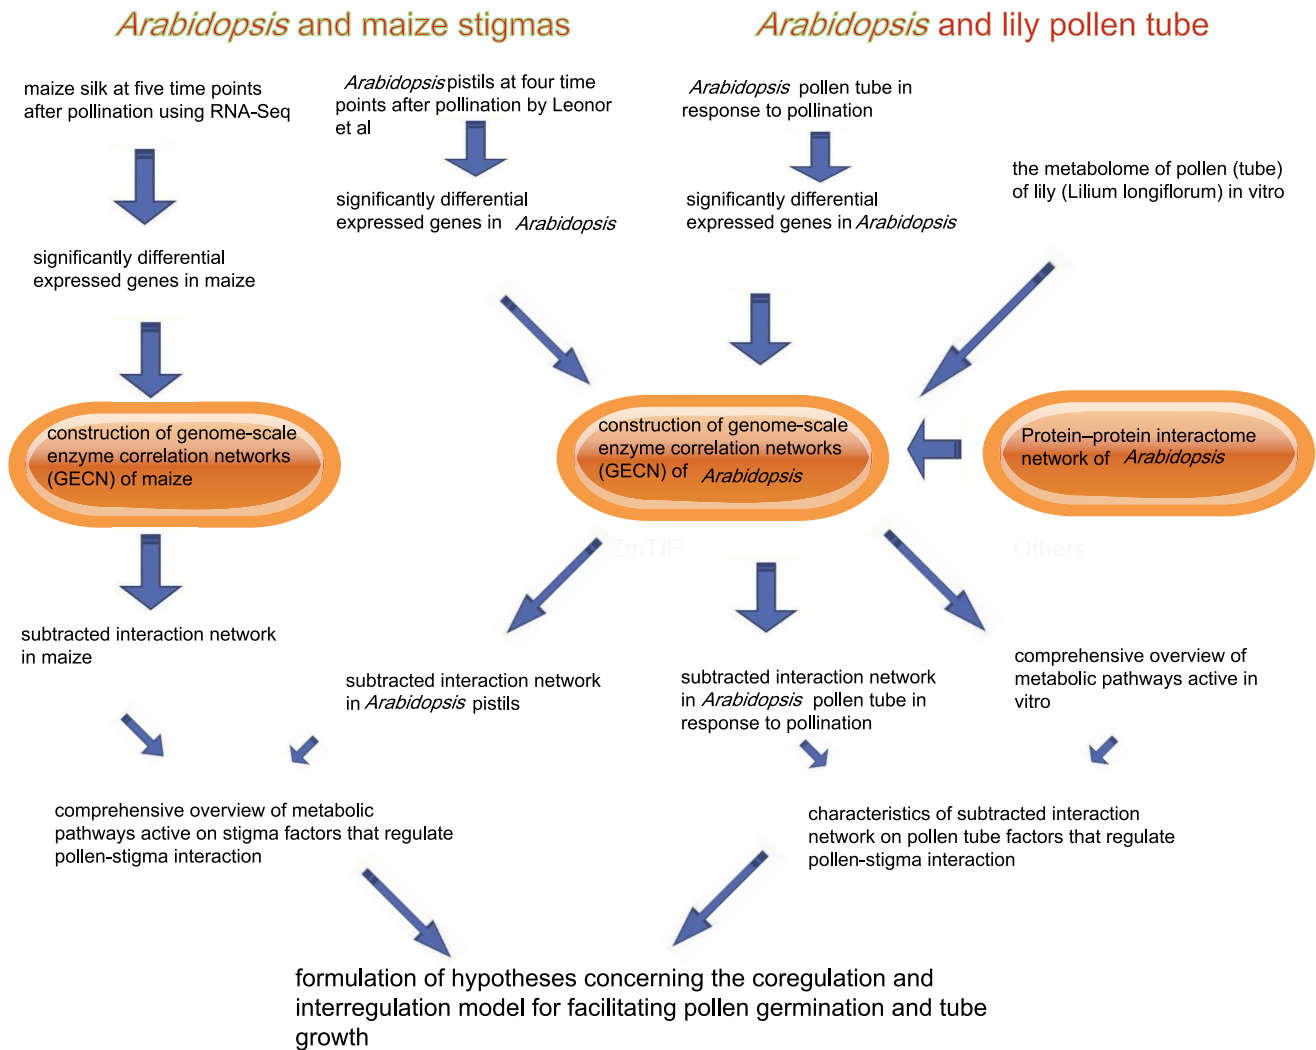 Arabidopsis and maize stigmas
Arabidopsis and lily pollen tube
maize silk at five time points
after pollination using RNA-Seq
Arabidopsis pistils at four time
points after pollination by Leonor
et al
Arabidopsis pollen tube in
response to pollination
the metabolome of pollen (tube)
of lily (Lilium longiflorum) in vitro
significantly differential
expressed genes in maize
significantly differential
expressed genes in Arabidopsis
significantly differential
expressed genes in Arabidopsis
construction of genome-scale
enzyme correlation networks
(GECN) of maize
construction of genome-scale
enzyme correlation networks
(GECN) of Arabidopsis
Protein–protein interactome
network of Arabidopsis
ZmTIP
Others
subtracted interaction network
in maize
subtracted interaction network
in Arabidopsis pistils
subtracted interaction network
in Arabidopsis pollen tube in
response to pollination
comprehensive overview of
metabolic pathways active in
vitro
comprehensive overview of metabolic
pathways active on stigma factors that regulate
pollen-stigma interaction
characteristics of subtracted interaction
network on pollen tube factors that regulate
pollen-stigma interaction
formulation of hypotheses concerning the coregulation and
interregulation model for facilitating pollen germination and tube
growth